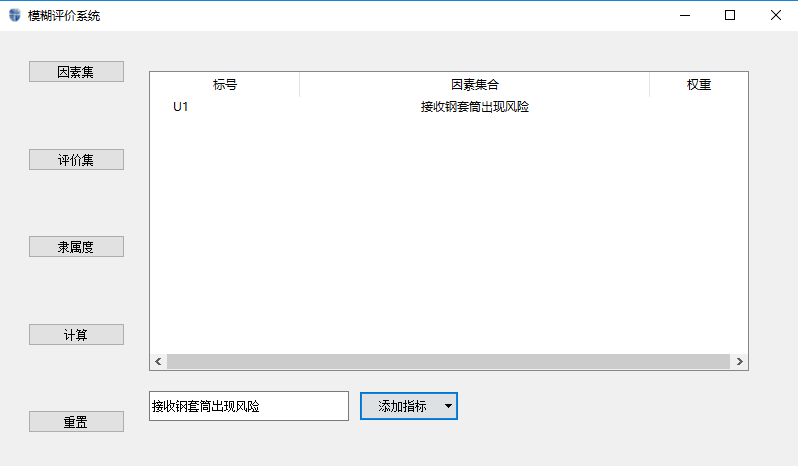 模糊评价系统
因素集
评价集
隶属度
计算
重置
标号 因素集合 权重
U1 接收钢套筒出现风险
接收钢套筒出现风险 添加指标